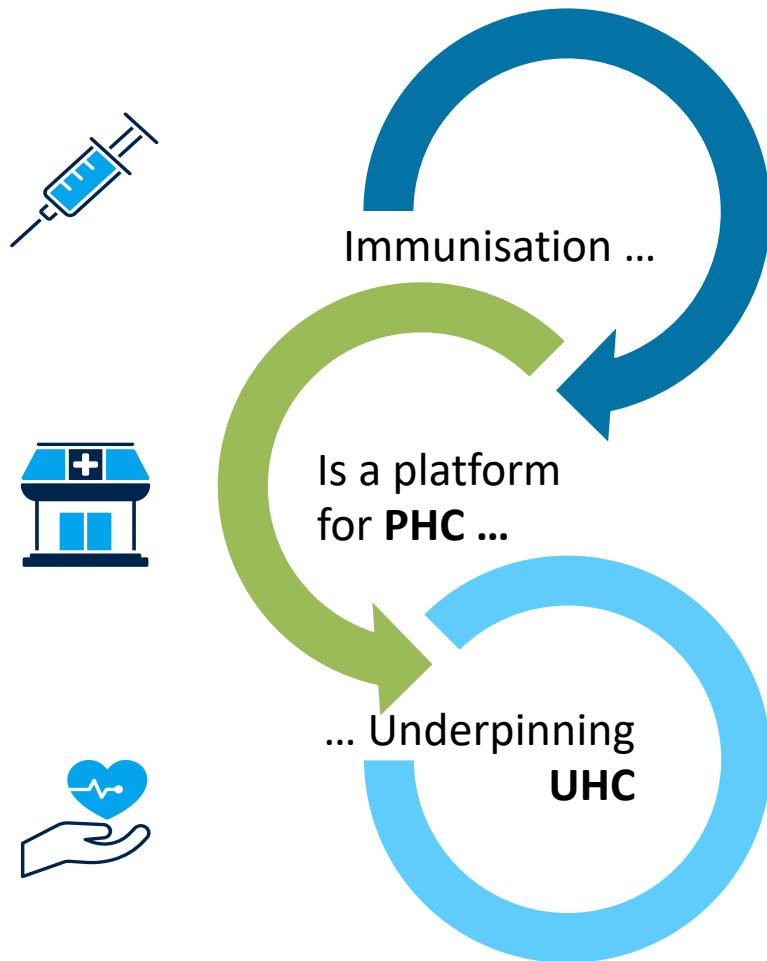 Immunisation ...
Is a platform
for PHC ...
... Underpinning
UHC